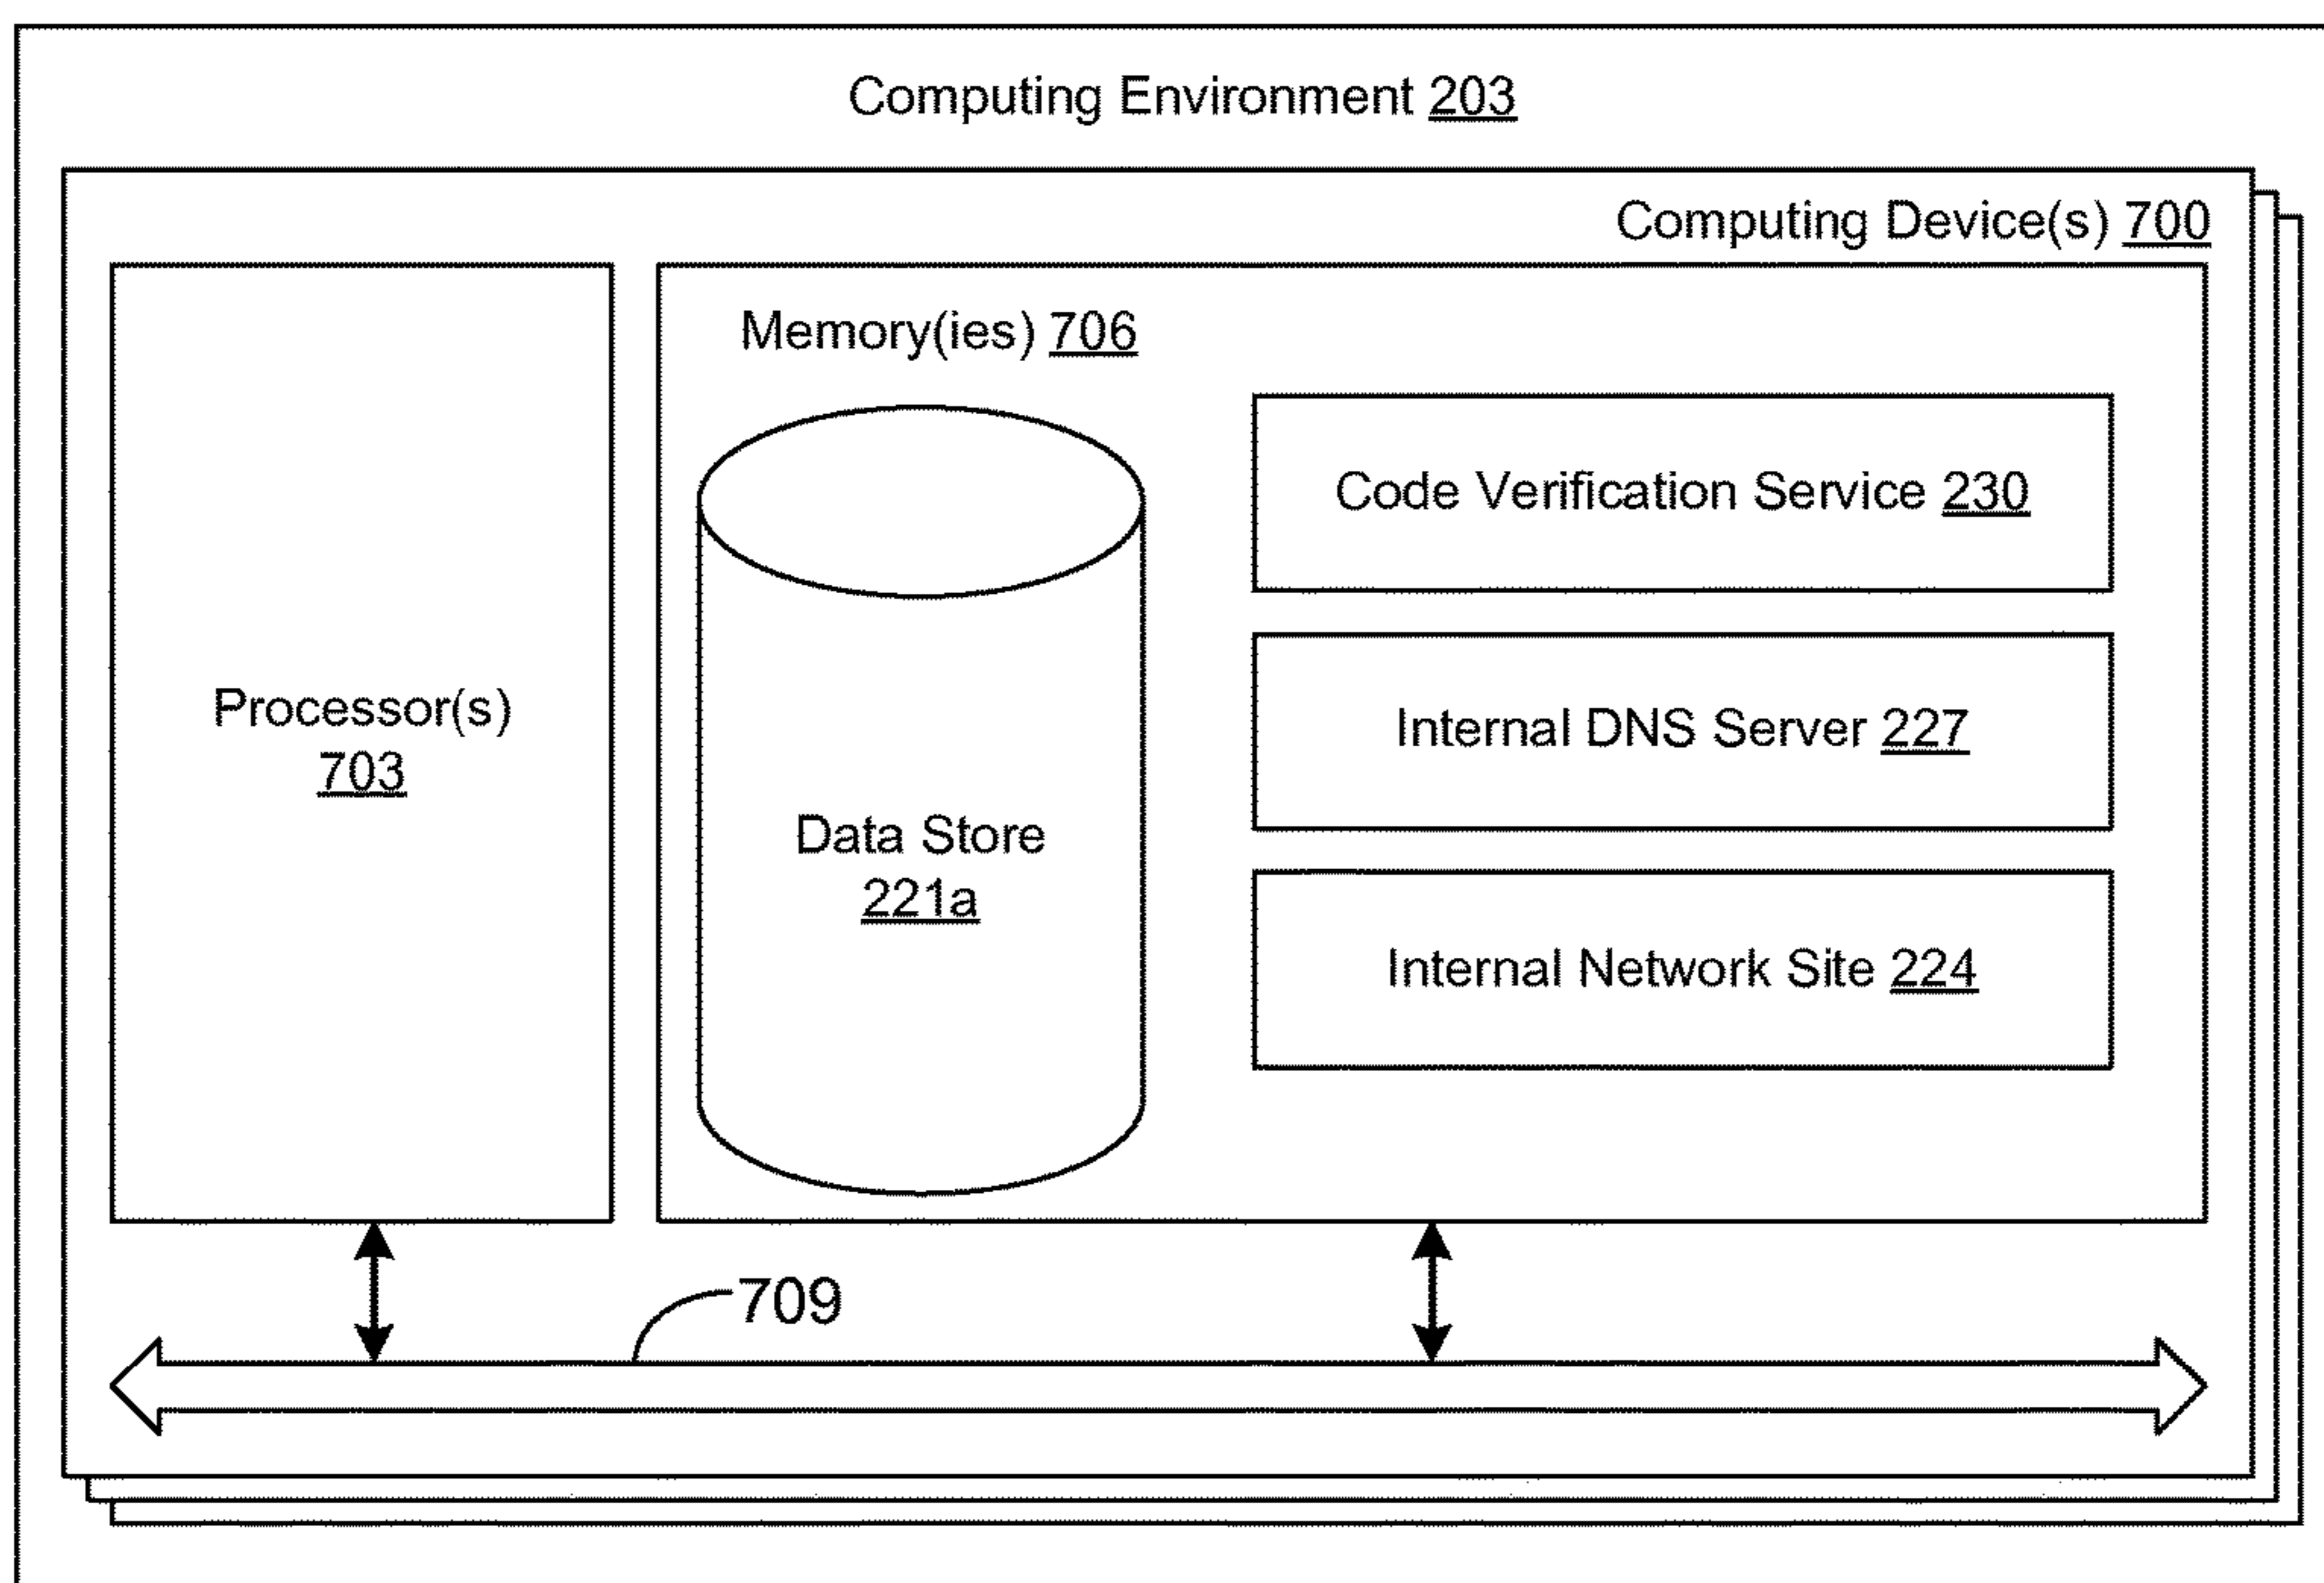 Computing Environment 203
Computing Device(s) 700
Memory(ies) 706
Code Verification Service 230
Processor(s)
703
Internal DNS Server 227
Data Store
221a
Internal Network Site 224
709